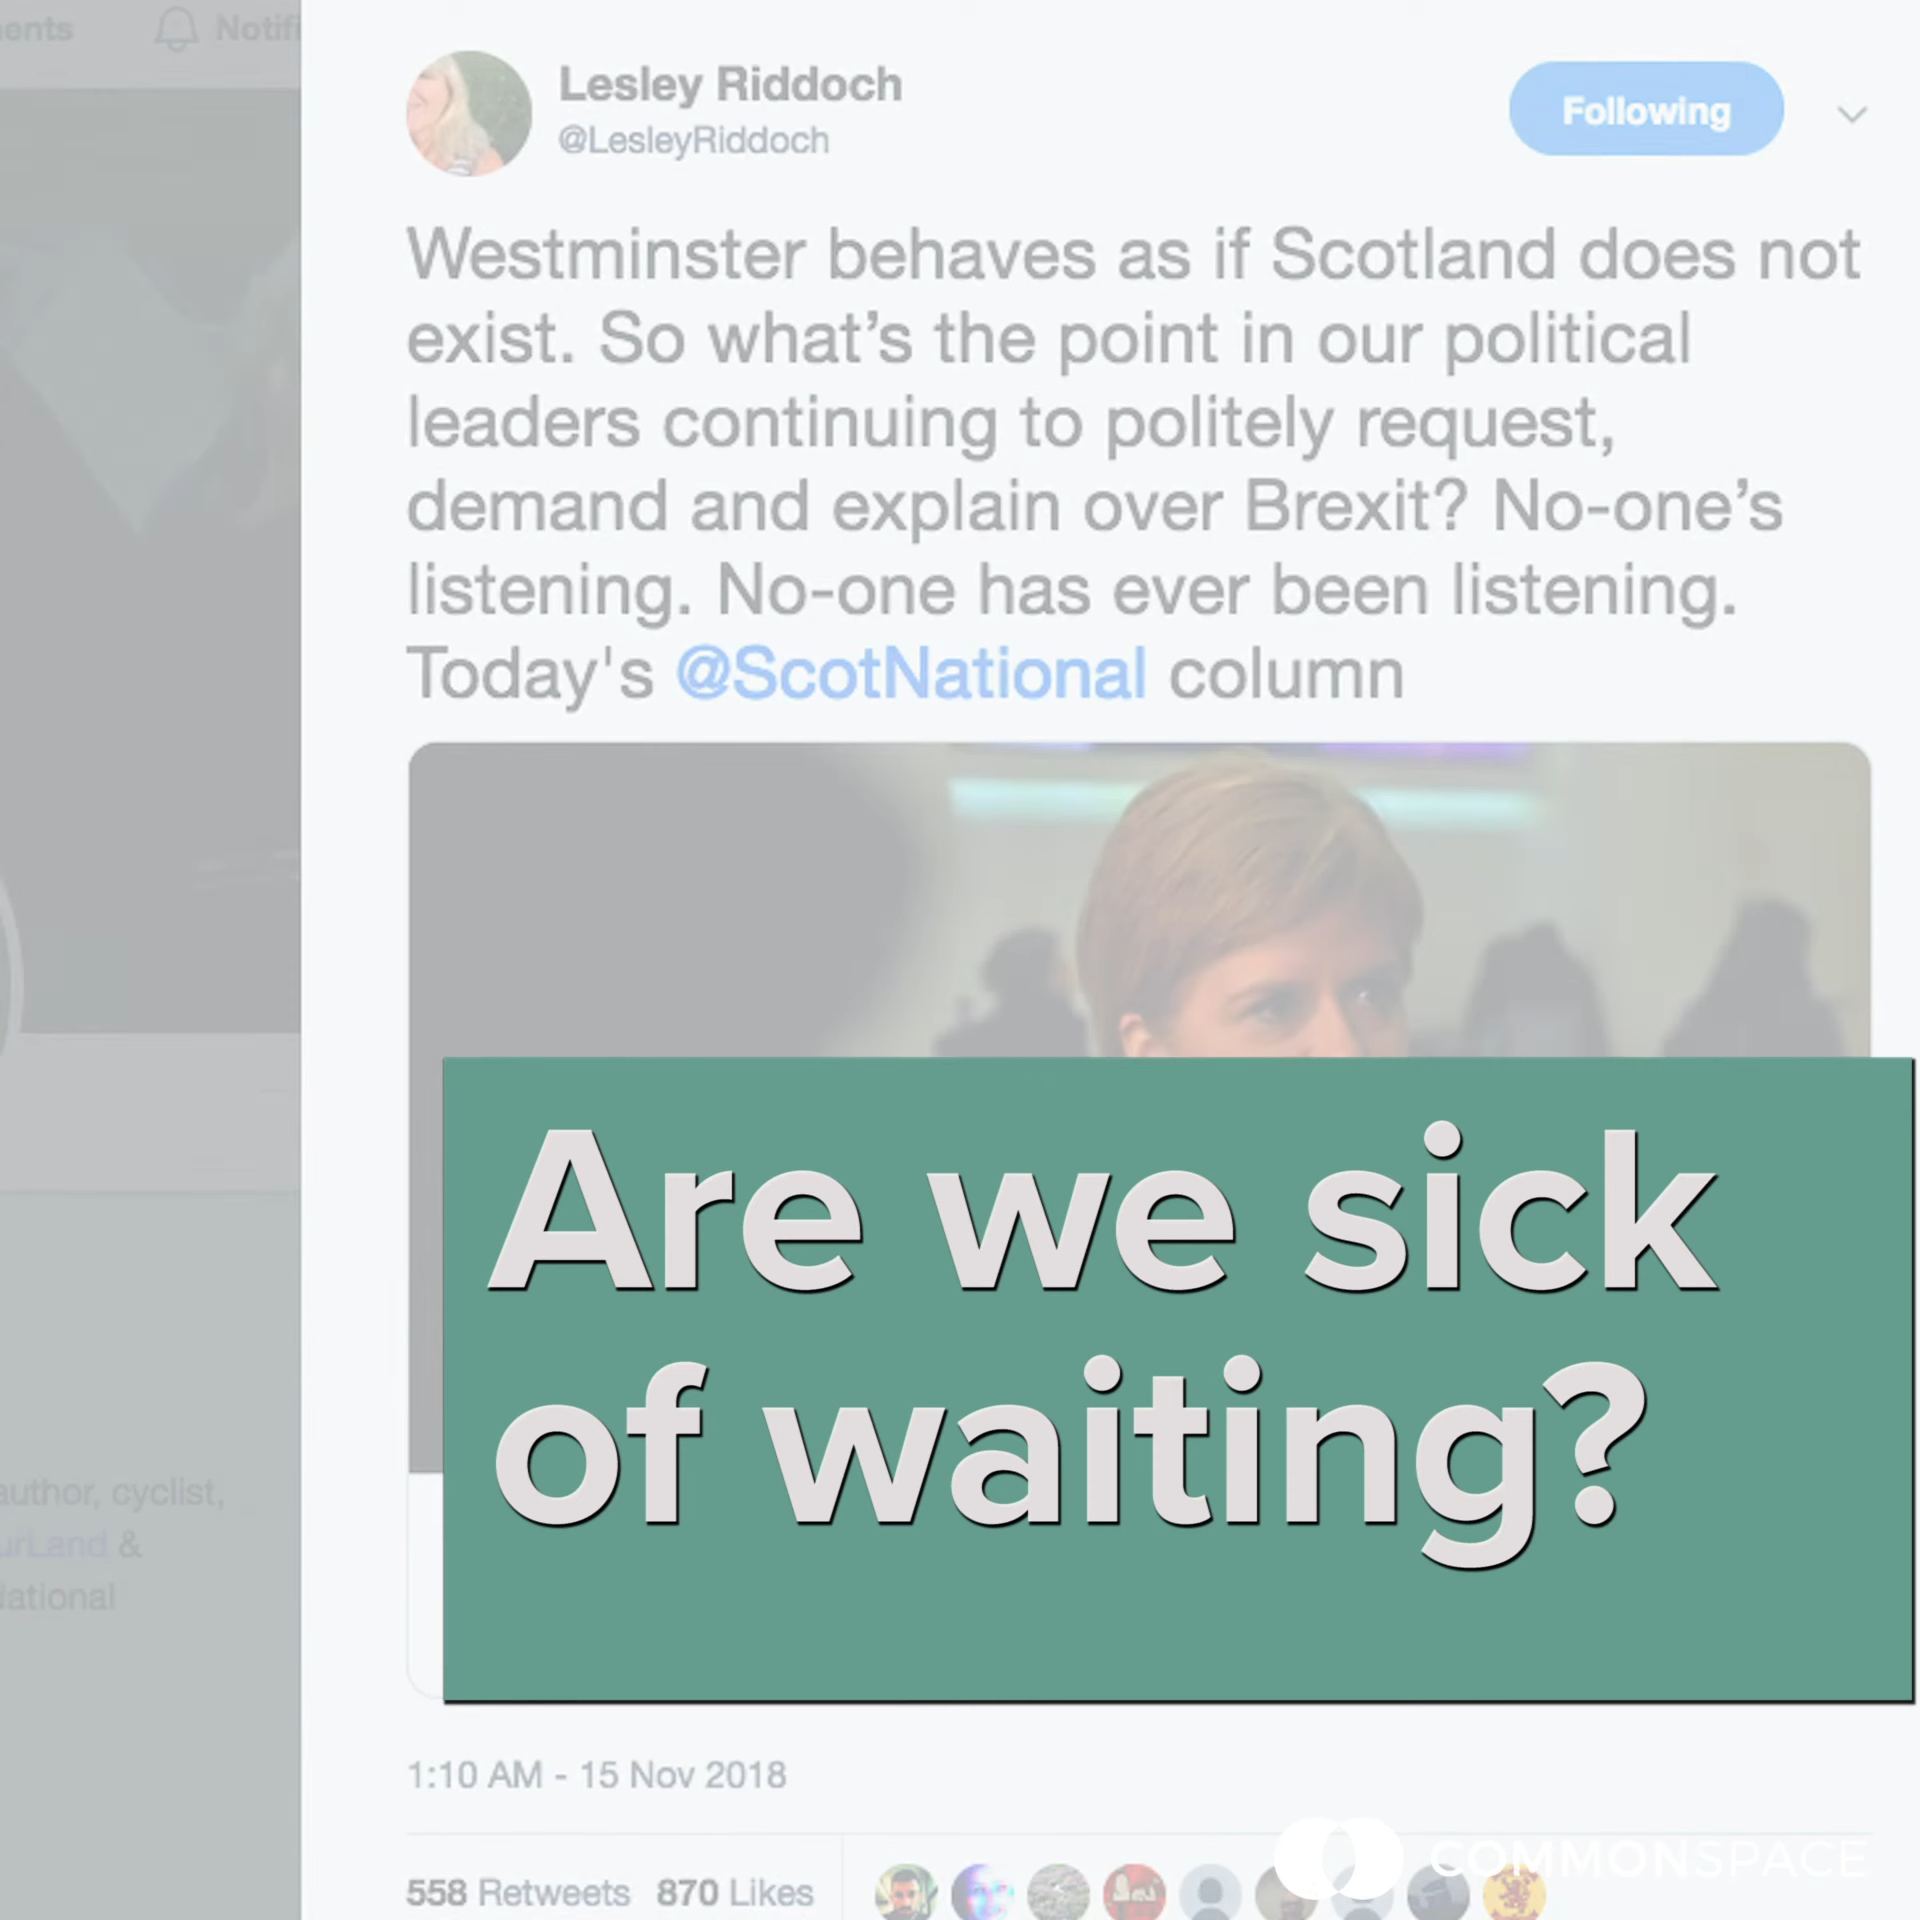 ents
Notifi
Lesley Riddoch
@LesleyRiddoch
Following
Westminster behaves as if Scotland does not
exist. So what’s the point in our political
leaders continuing to politely request,
demand and explain over Brexit? No-one’s
listening. No-one has ever been listening.
Today's @ScotNational column
Are we sick
of waiting?
author, cyclist,
urLand &
lational
1:10 AM - 15 Nov 2018
558 Retweets 870 Likes
COMMONSPACE